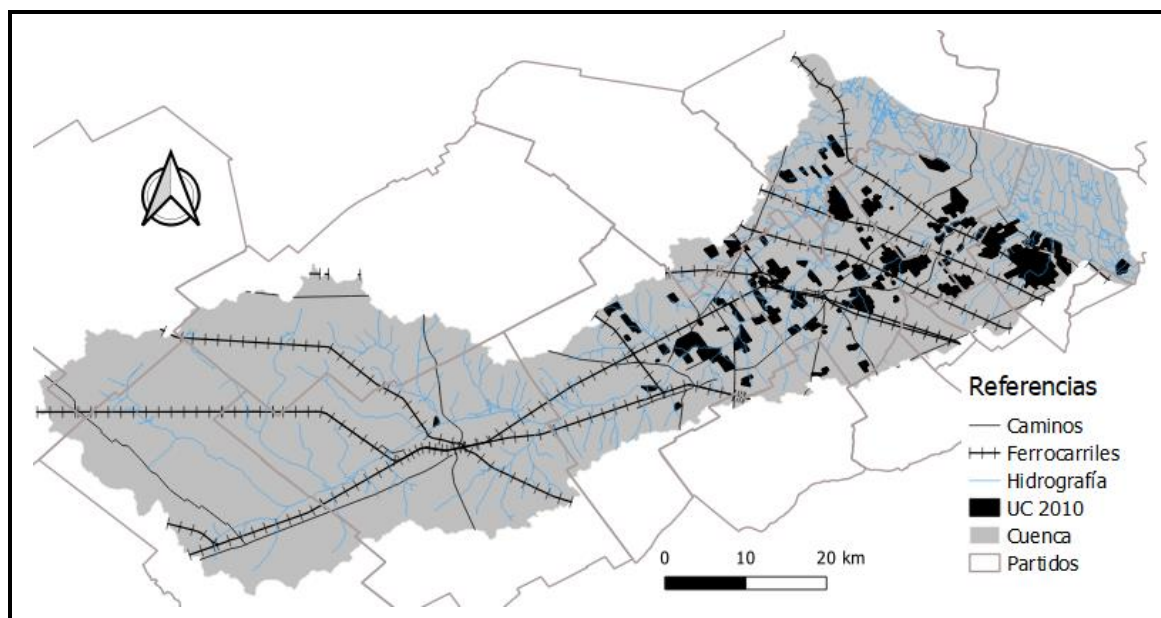 Referencias
Caminos
Ferrocarriles
Hidrografía
UC 2010
Cuenca
Partidos
0 10 20 km